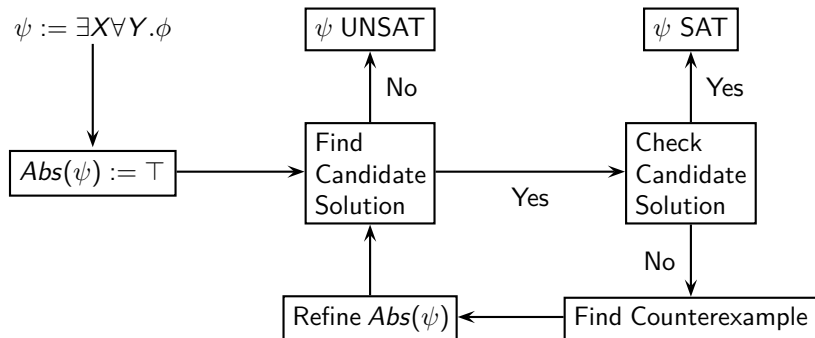 ψ := ∃X∀Y.ϕ
ψ UNSAT
ψ SAT
No
Yes
Abs(ψ) := ⊤
Find
Candidate
Solution
Yes
Check
Candidate
Solution
No
Refine Abs(ψ)
Find Counterexample